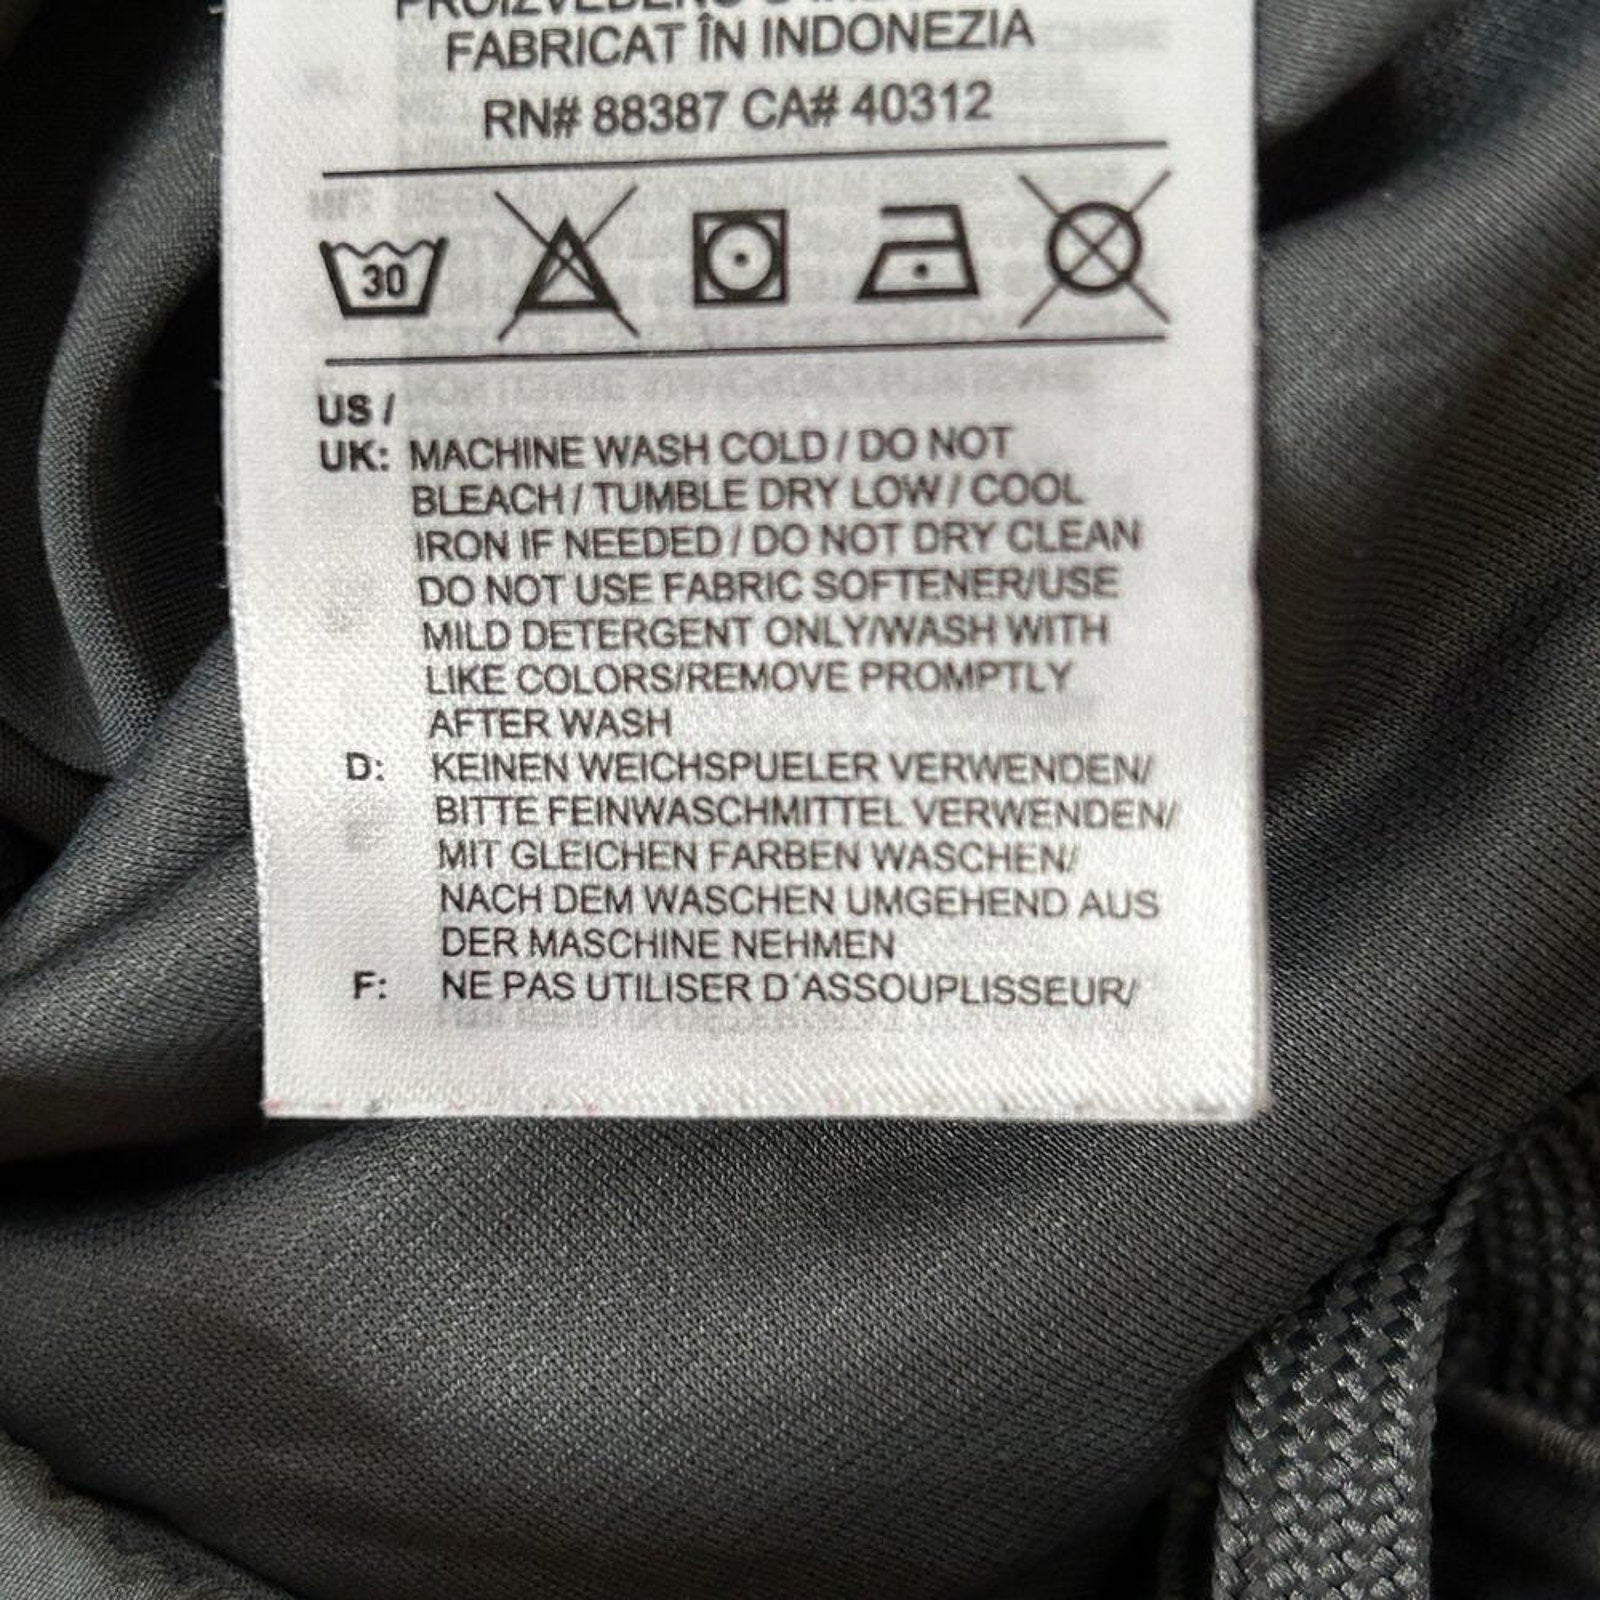 FABRICAT ÎN INDONEZIA
RN# 88387 CA# 40312
30
US /
UK: MACHINE WASH COLD / DO NOT
BLEACH / TUMBLE DRY LOW / COOL
IRON IF NEEDED / DO NOT DRY CLEAN
DO NOT USE FABRIC SOFTENER/USE
MILD DETERGENT ONLY/WASH WITH
LIKE COLORS/REMOVE PROMPTLY
AFTER WASH
D: KEINEN WEICHSPUELER VERWENDEN/
BITTE FEINWASCHMITTEL VERWENDEN/
MIT GLEICHEN FARBEN WASCHEN/
NACH DEM WASCHEN UMGEHEND AUS
DER MASCHINE NEHMEN
F: NE PAS UTILISER D´ASSOUPLISSEUR/